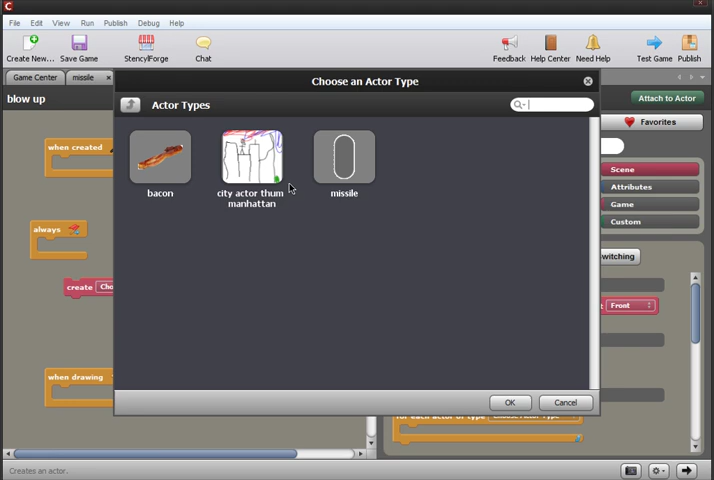 File Edit View Run Publish Debug Help
Create New... Save Game StencylForge Chat Feedback Help Center Need Help Test Game Publish
Game Center missile
Choose an Actor Type
blow up
Attach to Actor
Actor Types
Favorites
when created
Scene
Attributes
bacon city actor thum missile
manhattan
Game
Custom
always
witching
create Cho
Front
when drawing
OK Cancel
for each actor of type Choose Actor Type
Creates an actor.